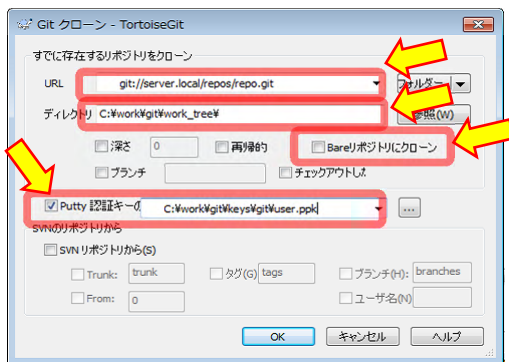 Git クローン - TortoiseGit
すでに存在するリポジトリをクローン
URL git://server.local/repos/repo.git フォルダー
ディレクトリ C:¥work¥git¥work_tree¥ 参照(W)
深さ 0 再帰的 Bareリポジトリにクローン
ブランチ チェックアウトした
Putty 認証キーの C:¥work¥git¥keys¥git¥user.ppk ...
SVNのリポジトリから
SVN リポジトリから(S)
Trunk: trunk タグ(G) tags ブランチ(H): branches
From: 0 ユーザ名(N)
OK キャンセル ヘルプ